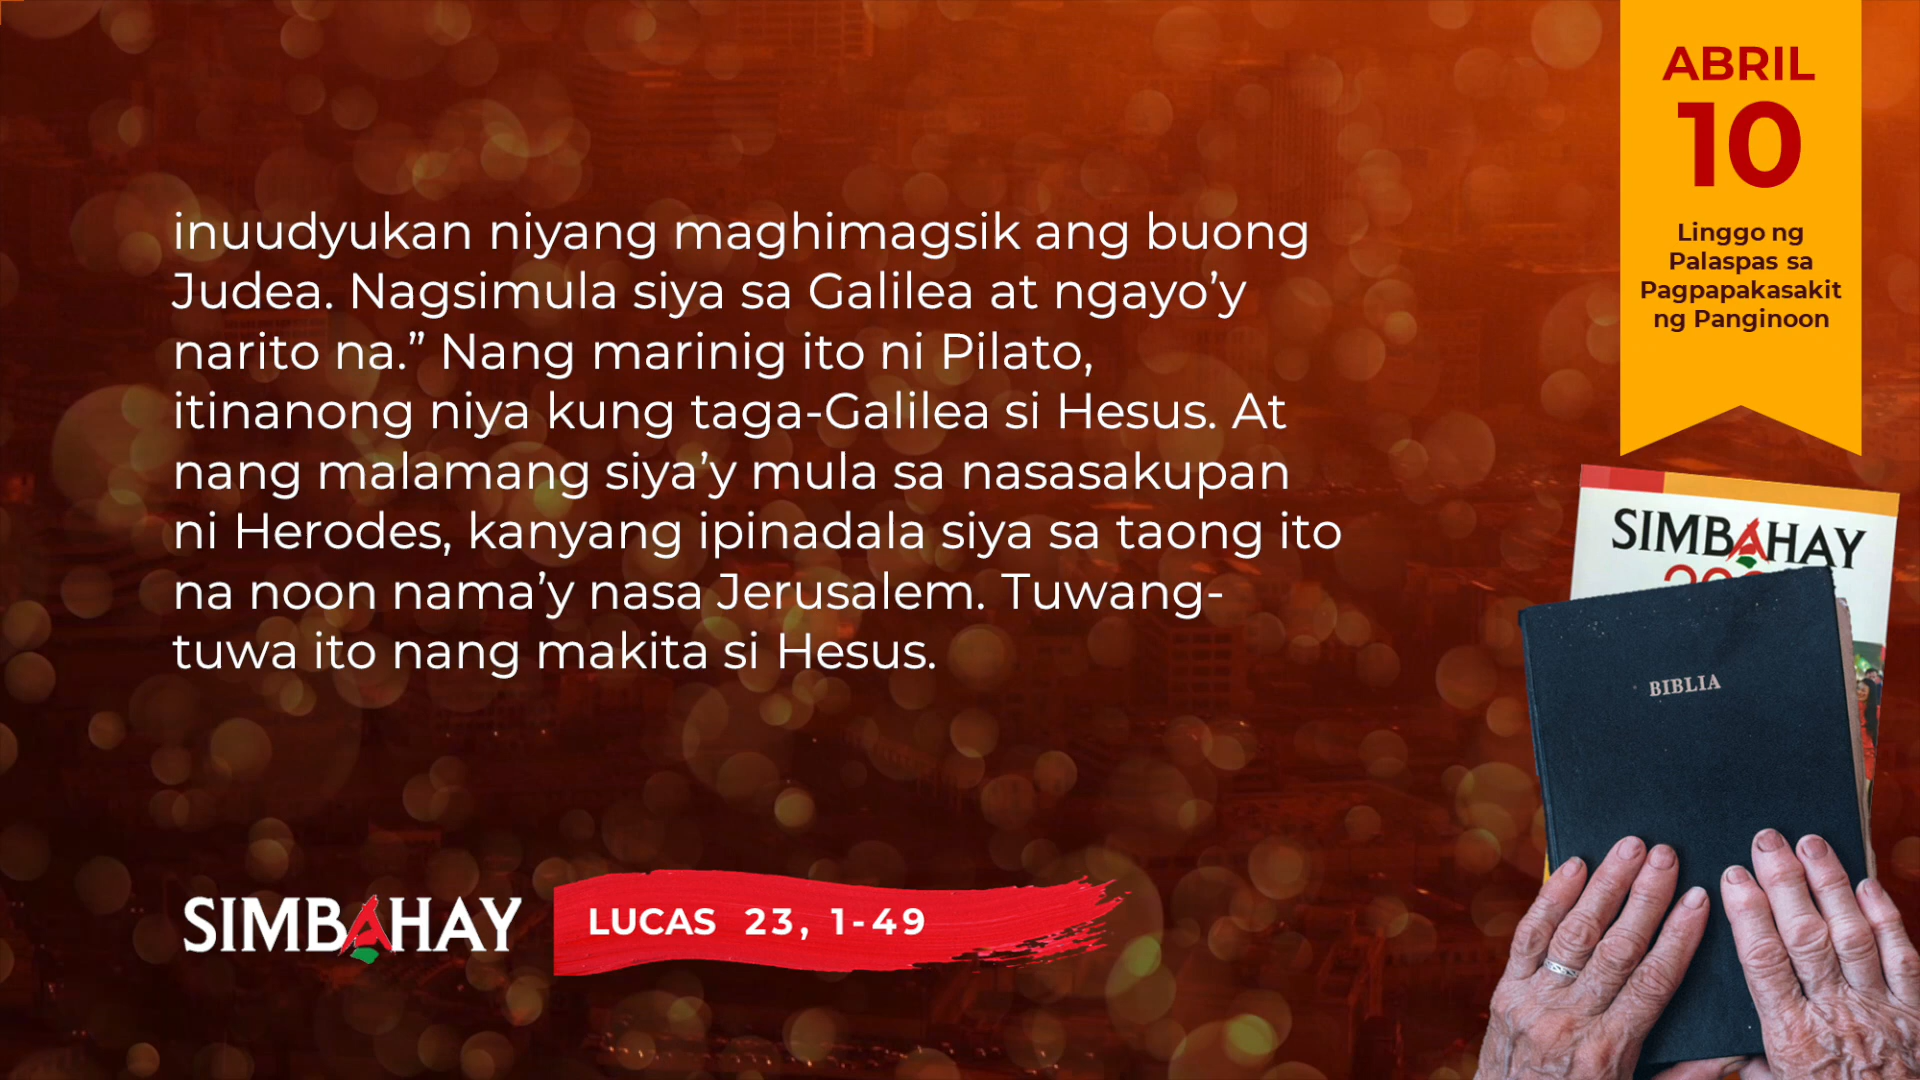 ABRIL
10
Linggo ng
Palaspas sa
Pagpapakasakit
ng Panginoon
inuudyukan niyang maghimagsik ang buong
Judea. Nagsimula siya sa Galilea at ngayo’y
narito na.” Nang marinig ito ni Pilato,
itinanong niya kung taga-Galilea si Hesus. At
nang malamang siya’y mula sa nasasakupan
ni Herodes, kanyang ipinadala siya sa taong ito
na noon nama’y nasa Jerusalem. Tuwang-
tuwa ito nang makita si Hesus.
SIMBAHAY
BIBLIA
SIMBAHAY
LUCAS 23, 1-49